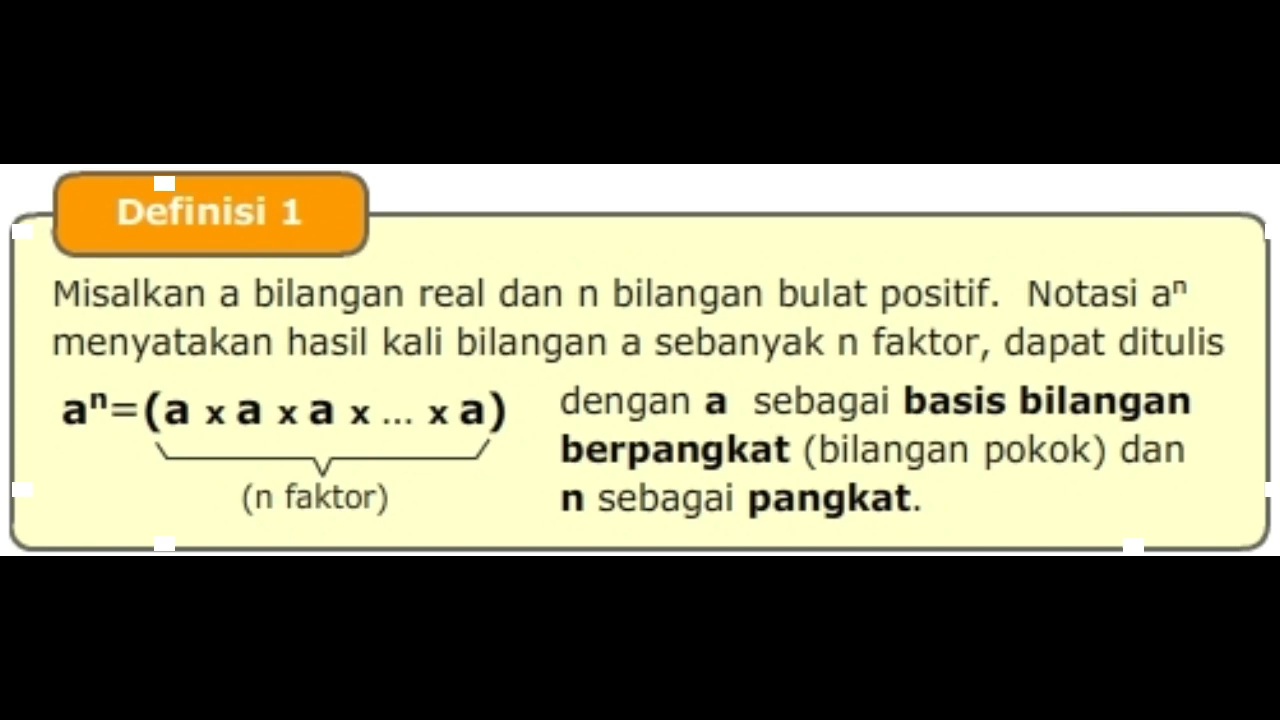 Definisi 1
Misalkan a bilangan real dan n bilangan bulat positif. Notasi aⁿ
menyatakan hasil kali bilangan a sebanyak n faktor, dapat ditulis
aⁿ=(a x a x a x ... x a)
(n faktor)
dengan a sebagai basis bilangan
berpangkat (bilangan pokok) dan
n sebagai pangkat.